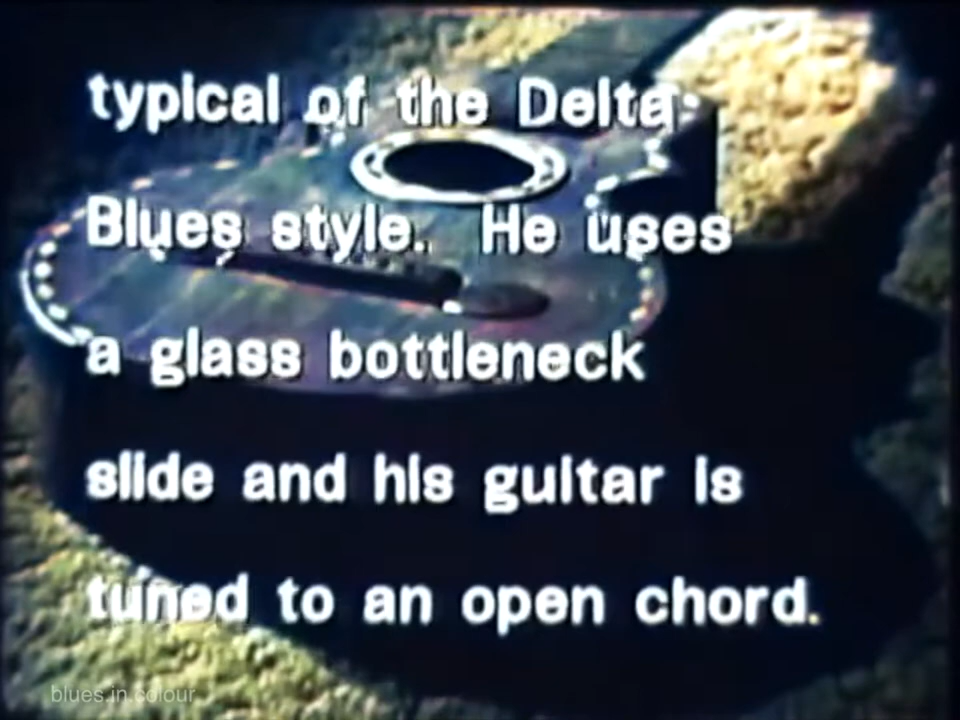 typical of the Delta
Blues style. He uses
a glass bottleneck
slide and his guitar is
tuned to an open chord.
blues.in.colour